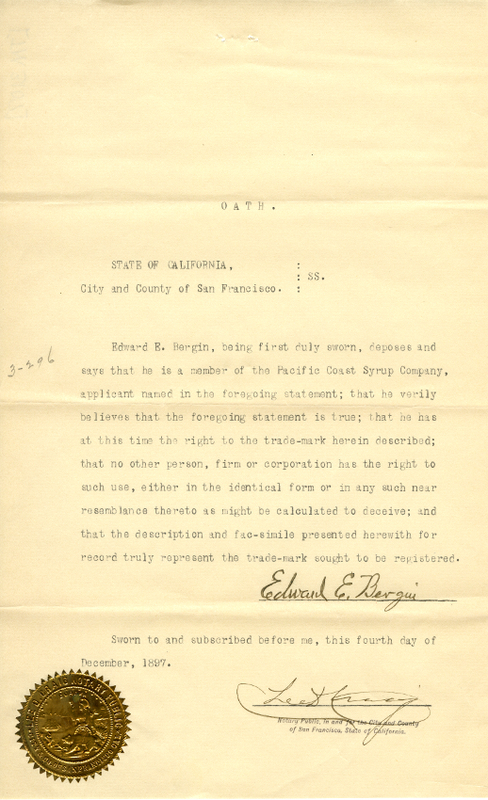 OATH.
STATE OF CALIFORNIA, :
: SS.
City and County of San Francisco. :
3-296
Edward E. Bergin, being first duly sworn, deposes and
says that he is a member of the Pacific Coast Syrup Company,
applicant named in the foregoing statement; that he verily
believes that the foregoing statement is true; that he has
at this time the right to the trade-mark herein described;
that no other person, firm or corporation has the right to
such use, either in the identical form or in any such near
resemblance thereto as might be calculated to deceive; and
that the description and fac-simile presented herewith for
record truly represent the trade-mark sought to be registered.
Edward E. Bergin
Sworn to and subscribed before me, this fourth day of
December, 1897.
Notary Public, in and for the City and County
of San Francisco, State of California.